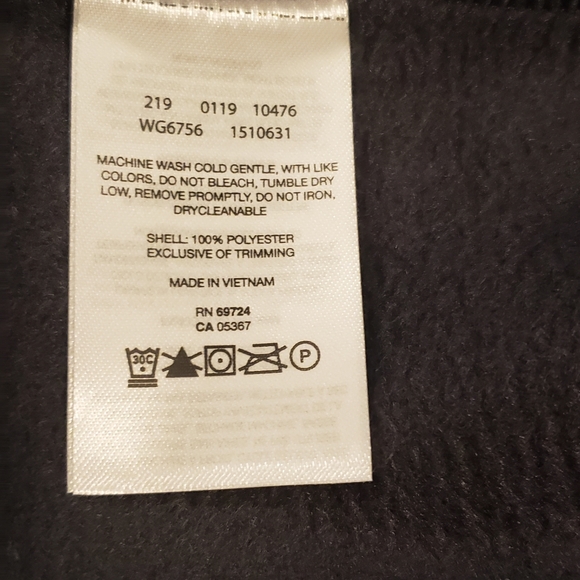 219 0119 10476
WG6756 1510631
MACHINE WASH COLD GENTLE, WITH LIKE
COLORS, DO NOT BLEACH, TUMBLE DRY
LOW, REMOVE PROMPTLY, DO NOT IRON,
DRYCLEANABLE
SHELL: 100% POLYESTER
EXCLUSIVE OF TRIMMING
MADE IN VIETNAM
RN 69724
CA 05367
30C P